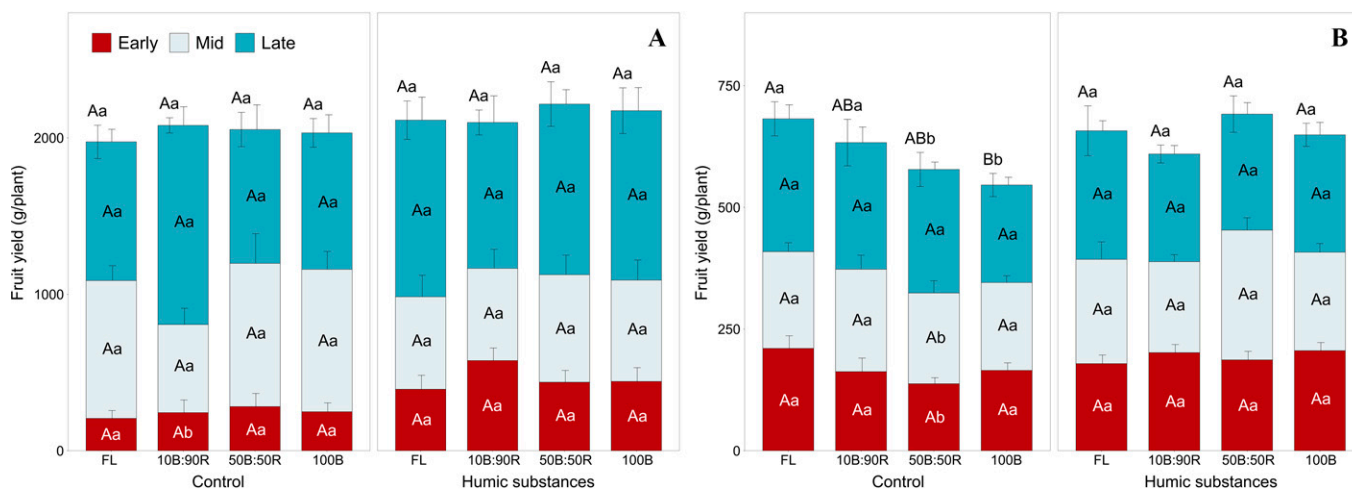 Early Mid Late
A
B
Fruit yield (g/plant)
2000
1000
0
Aa Aa Aa Aa
Aa Aa Aa Aa
Aa Aa Aa Aa
Aa Ab Aa Aa
FL 10B:90R 50B:50R 100B
Control
Aa Aa Aa Aa
Aa Aa Aa Aa
Aa Aa Aa Aa
Aa Aa Aa Aa
FL 10B:90R 50B:50R 100B
Humic substances
Fruit yield (g/plant)
750
500
250
0
Aa ABa ABb Bb
Aa Aa Aa Aa
Aa Aa Ab Aa
Aa Aa Ab Aa
FL 10B:90R 50B:50R 100B
Control
Aa Aa Aa Aa
Aa Aa Aa Aa
Aa Aa Aa Aa
Aa Aa Aa Aa
FL 10B:90R 50B:50R 100B
Humic substances